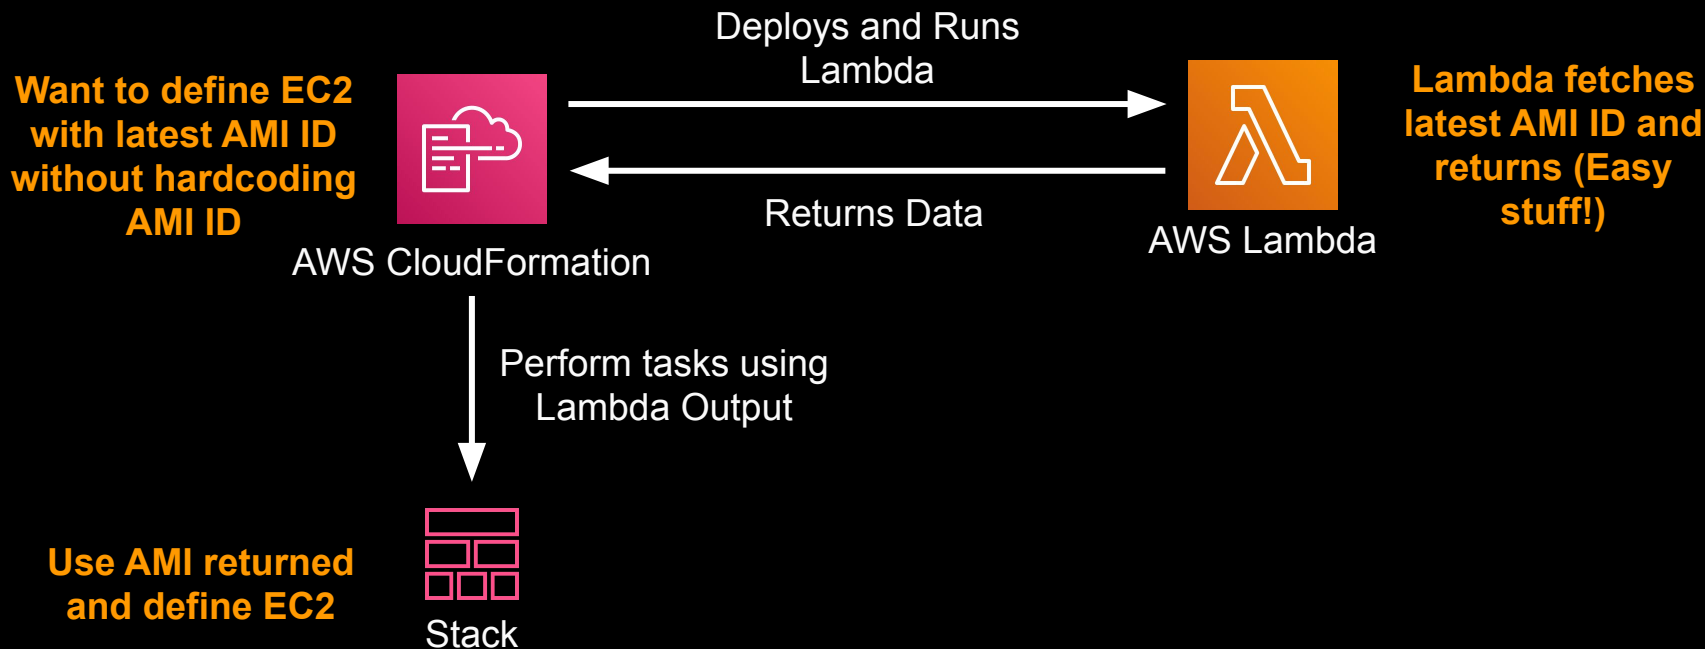 Deploys and Runs
Lambda
Want to define EC2
with latest AMI ID
without hardcoding
AMI ID
Lambda fetches
latest AMI ID and
returns (Easy
stuff!)
Returns Data
AWS CloudFormation
AWS Lambda
Perform tasks using
Lambda Output
Use AMI returned
and define EC2
Stack